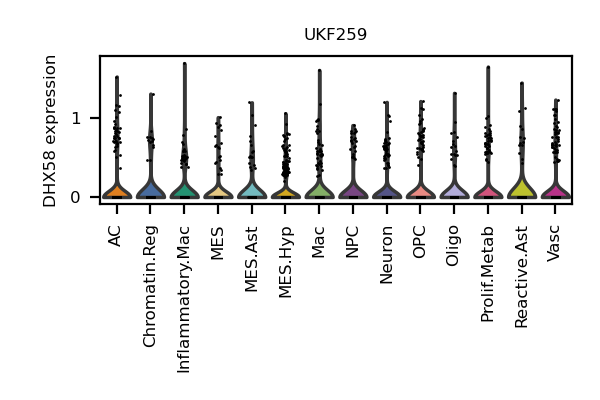 UKF259
DHX58 expression
1
0
AC
Chromatin.Reg
Inflammatory.Mac
MES
MES.Ast
MES.Hyp
Mac
NPC
Neuron
OPC
Oligo
Prolif.Metab
Reactive.Ast
Vasc